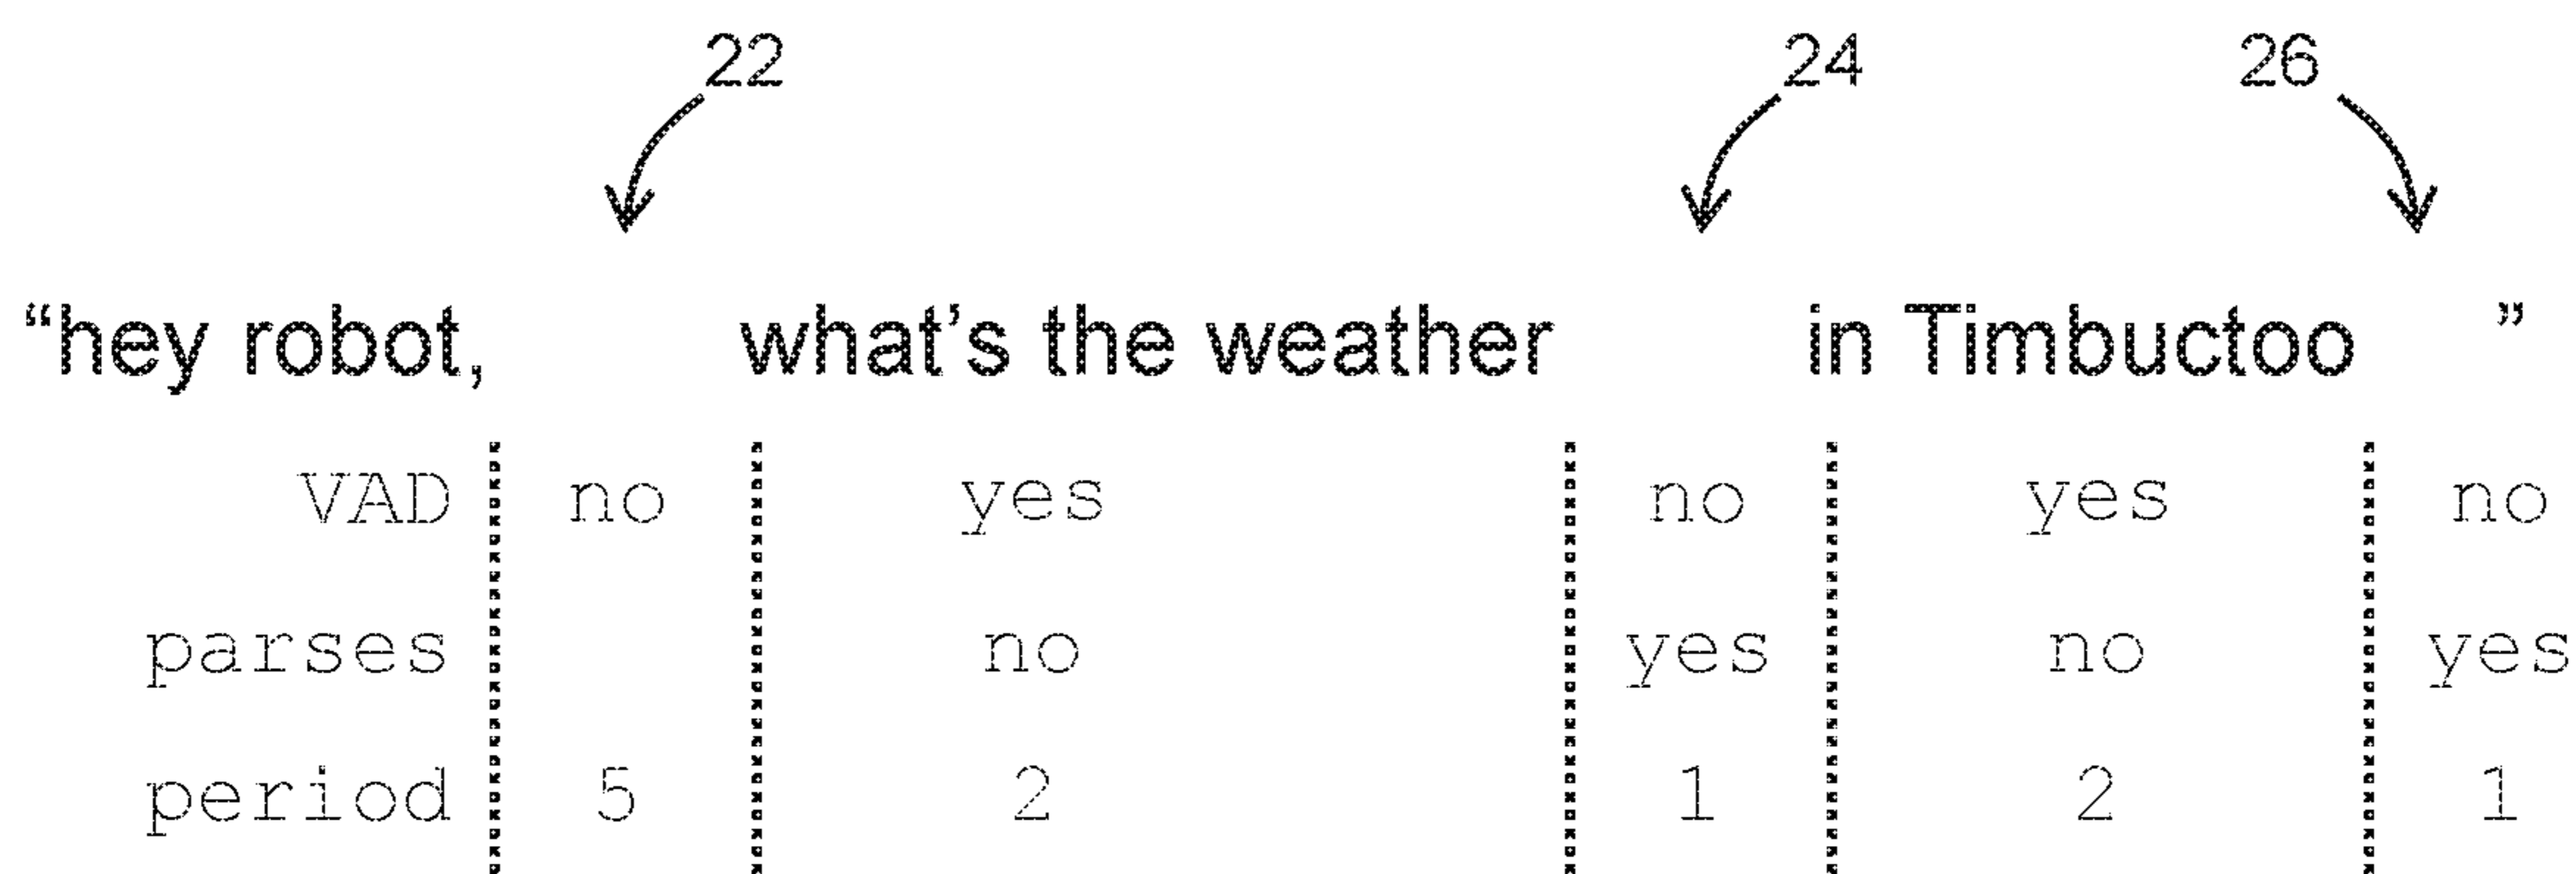 22 24 26
“hey robot, what’s the weather in Timbuctoo ”
VAD no yes no yes no
parses no yes no yes
period 5 2 1 2 1